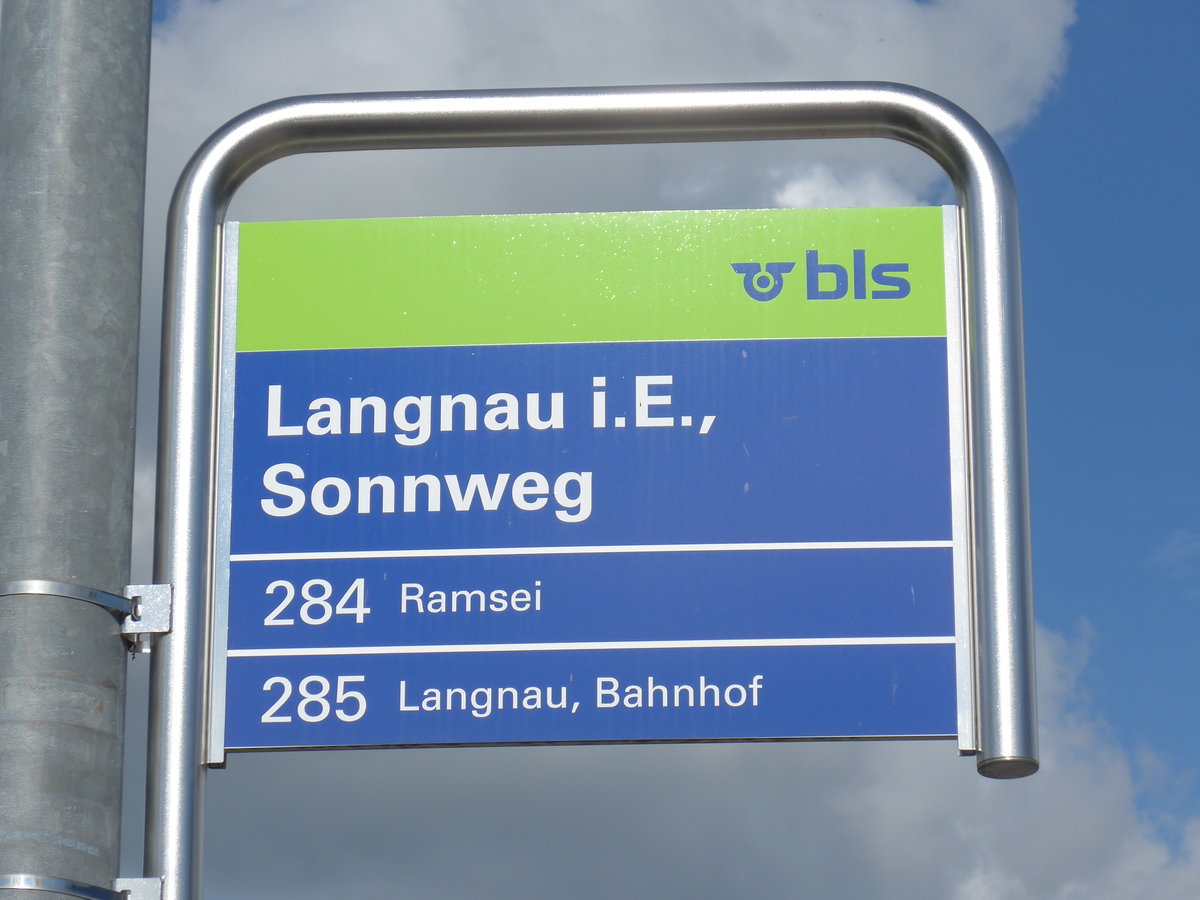 bls
Langnau i.E.,
Sonnweg
284 Ramsei
285 Langnau, Bahnhof